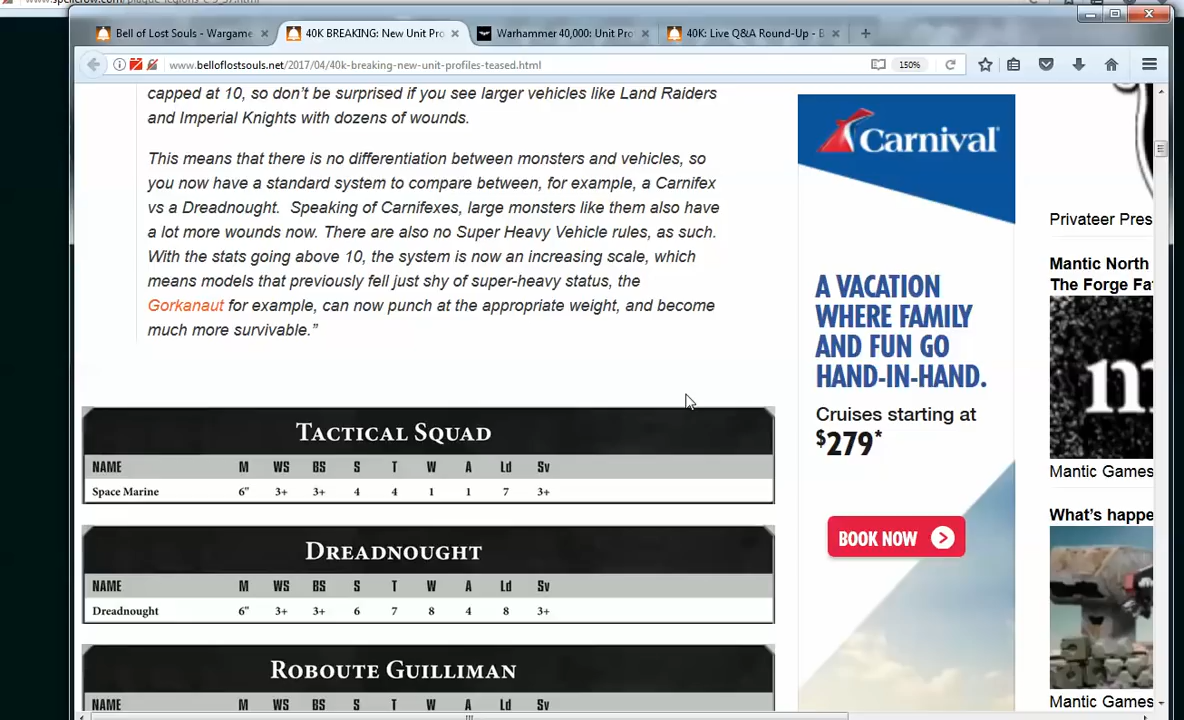 Bell of Lost Souls - Wargame
40K BREAKING: New Unit Pro
Warhammer 40,000: Unit Pro
40K: Live Q&A Round-Up - B
www.belloflostsouls.net/2017/04/40k-breaking-new-unit-profiles-teased.html
150%
capped at 10, so don't be surprised if you see larger vehicles like Land Raiders
and Imperial Knights with dozens of wounds.
This means that there is no differentiation between monsters and vehicles, so
you now have a standard system to compare between, for example, a Carnifex
vs a Dreadnought. Speaking of Carnifexes, large monsters like them also have
a lot more wounds now. There are also no Super Heavy Vehicle rules, as such.
With the stats going above 10, the system is now an increasing scale, which
means models that previously fell just shy of super-heavy status, the
Gorkanaut for example, can now punch at the appropriate weight, and become
much more survivable."
TACTICAL SQUAD
NAME M WS BS S T W A Ld Sv
Space Marine 6" 3+ 3+ 4 4 1 1 7 3+
DREADNOUGHT
NAME M WS BS S T W A Ld Sv
Dreadnought 6" 3+ 3+ 6 7 8 4 8 3+
ROBOUTE GUILLIMAN
NAME M WS BS S T W A Ld Sv
Carnival
A VACATION
WHERE FAMILY
AND FUN GO
HAND-IN-HAND.
Cruises starting at
$279*
BOOK NOW
Privateer Pres
Mantic North
The Forge Fa
Mantic Games
What's happe
Mantic Games